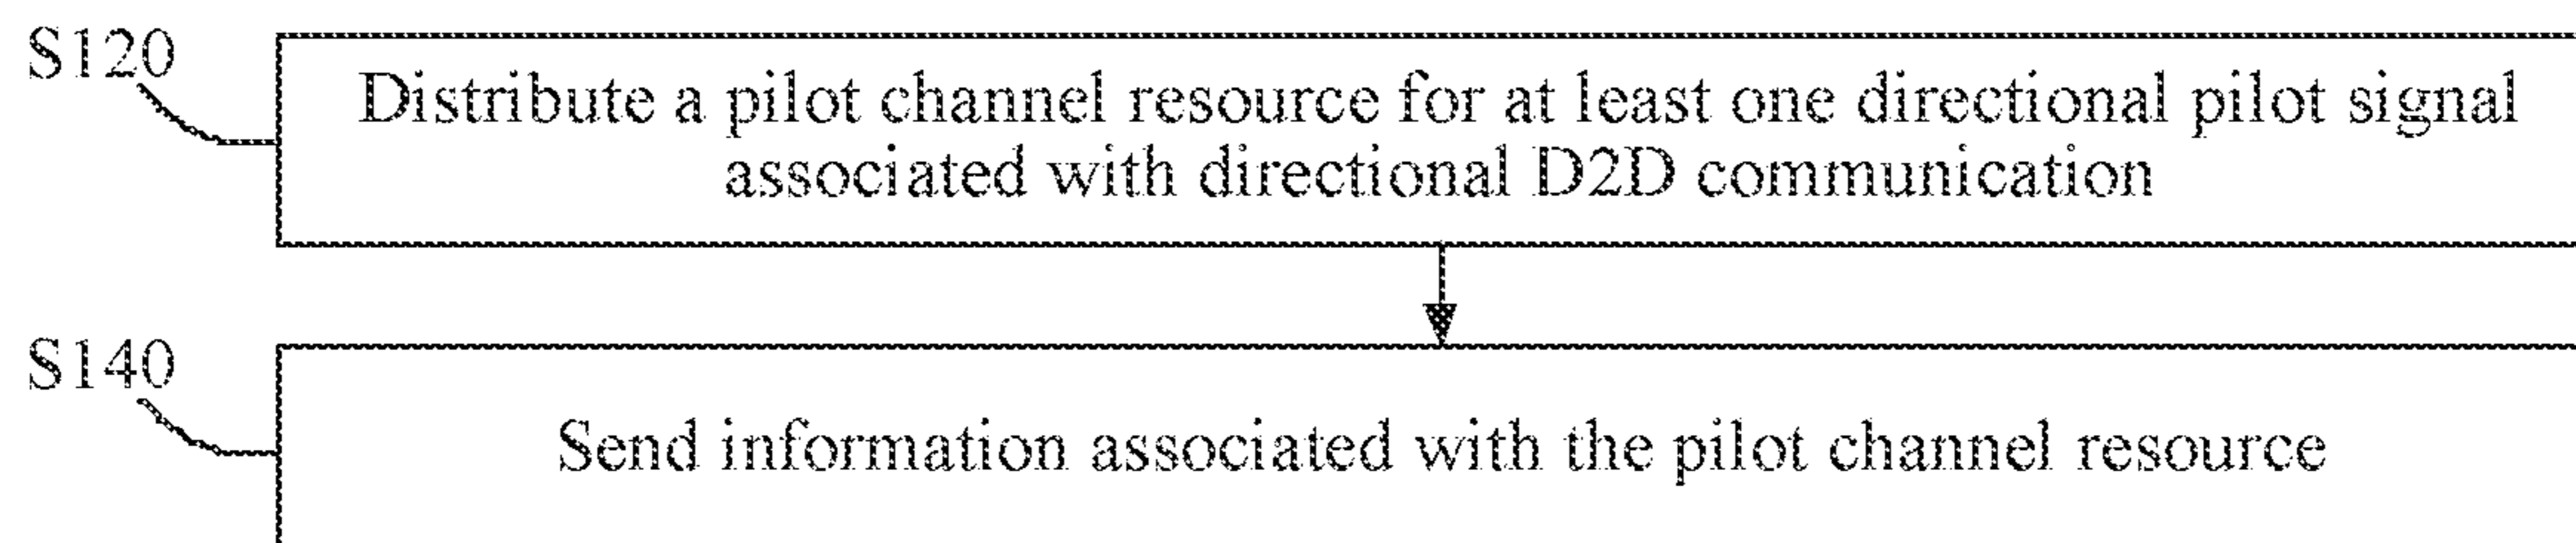 S120
Distribute a pilot channel resource for at least one directional pilot signal
associated with directional D2D communication
S140
Send information associated with the pilot channel resource